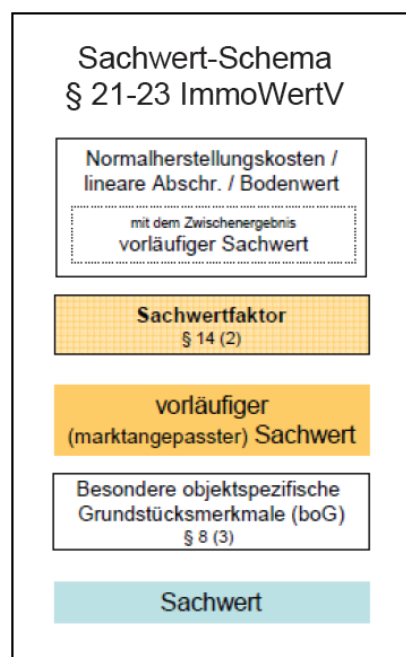 Sachwert-Schema
§ 21-23 ImmoWertV
Normalherstellungskosten /
lineare Abschr. / Bodenwert
mit dem Zwischenergebnis
vorläufiger Sachwert
Sachwertfaktor
§ 14 (2)
vorläufiger
(marktangepasster) Sachwert
Besondere objektspezifische
Grundstücksmerkmale (boG)
§ 8 (3)
Sachwert